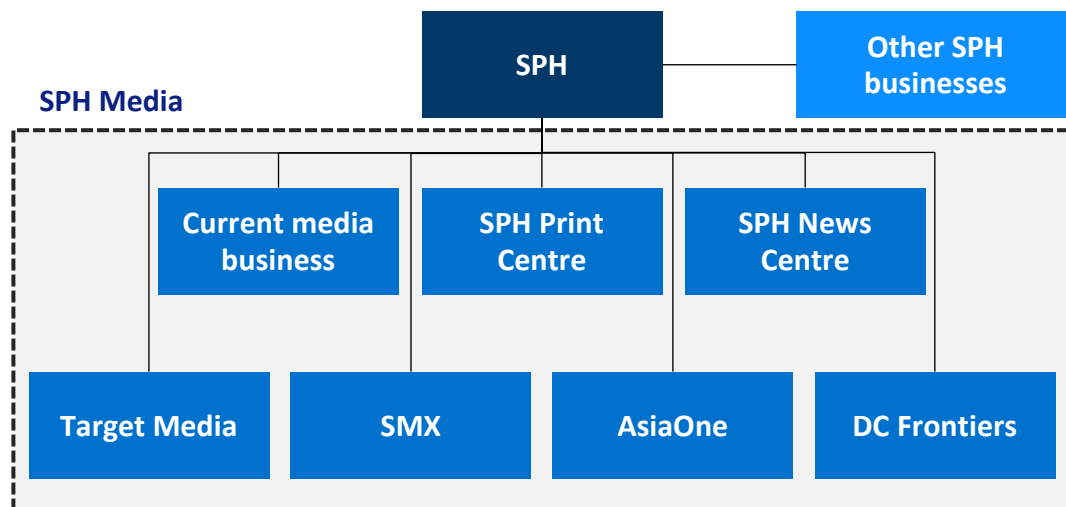 SPH
Other SPH
businesses
SPH Media
Current media
business
SPH Print
Centre
SPH News
Centre
Target Media
SMX
AsiaOne
DC Frontiers